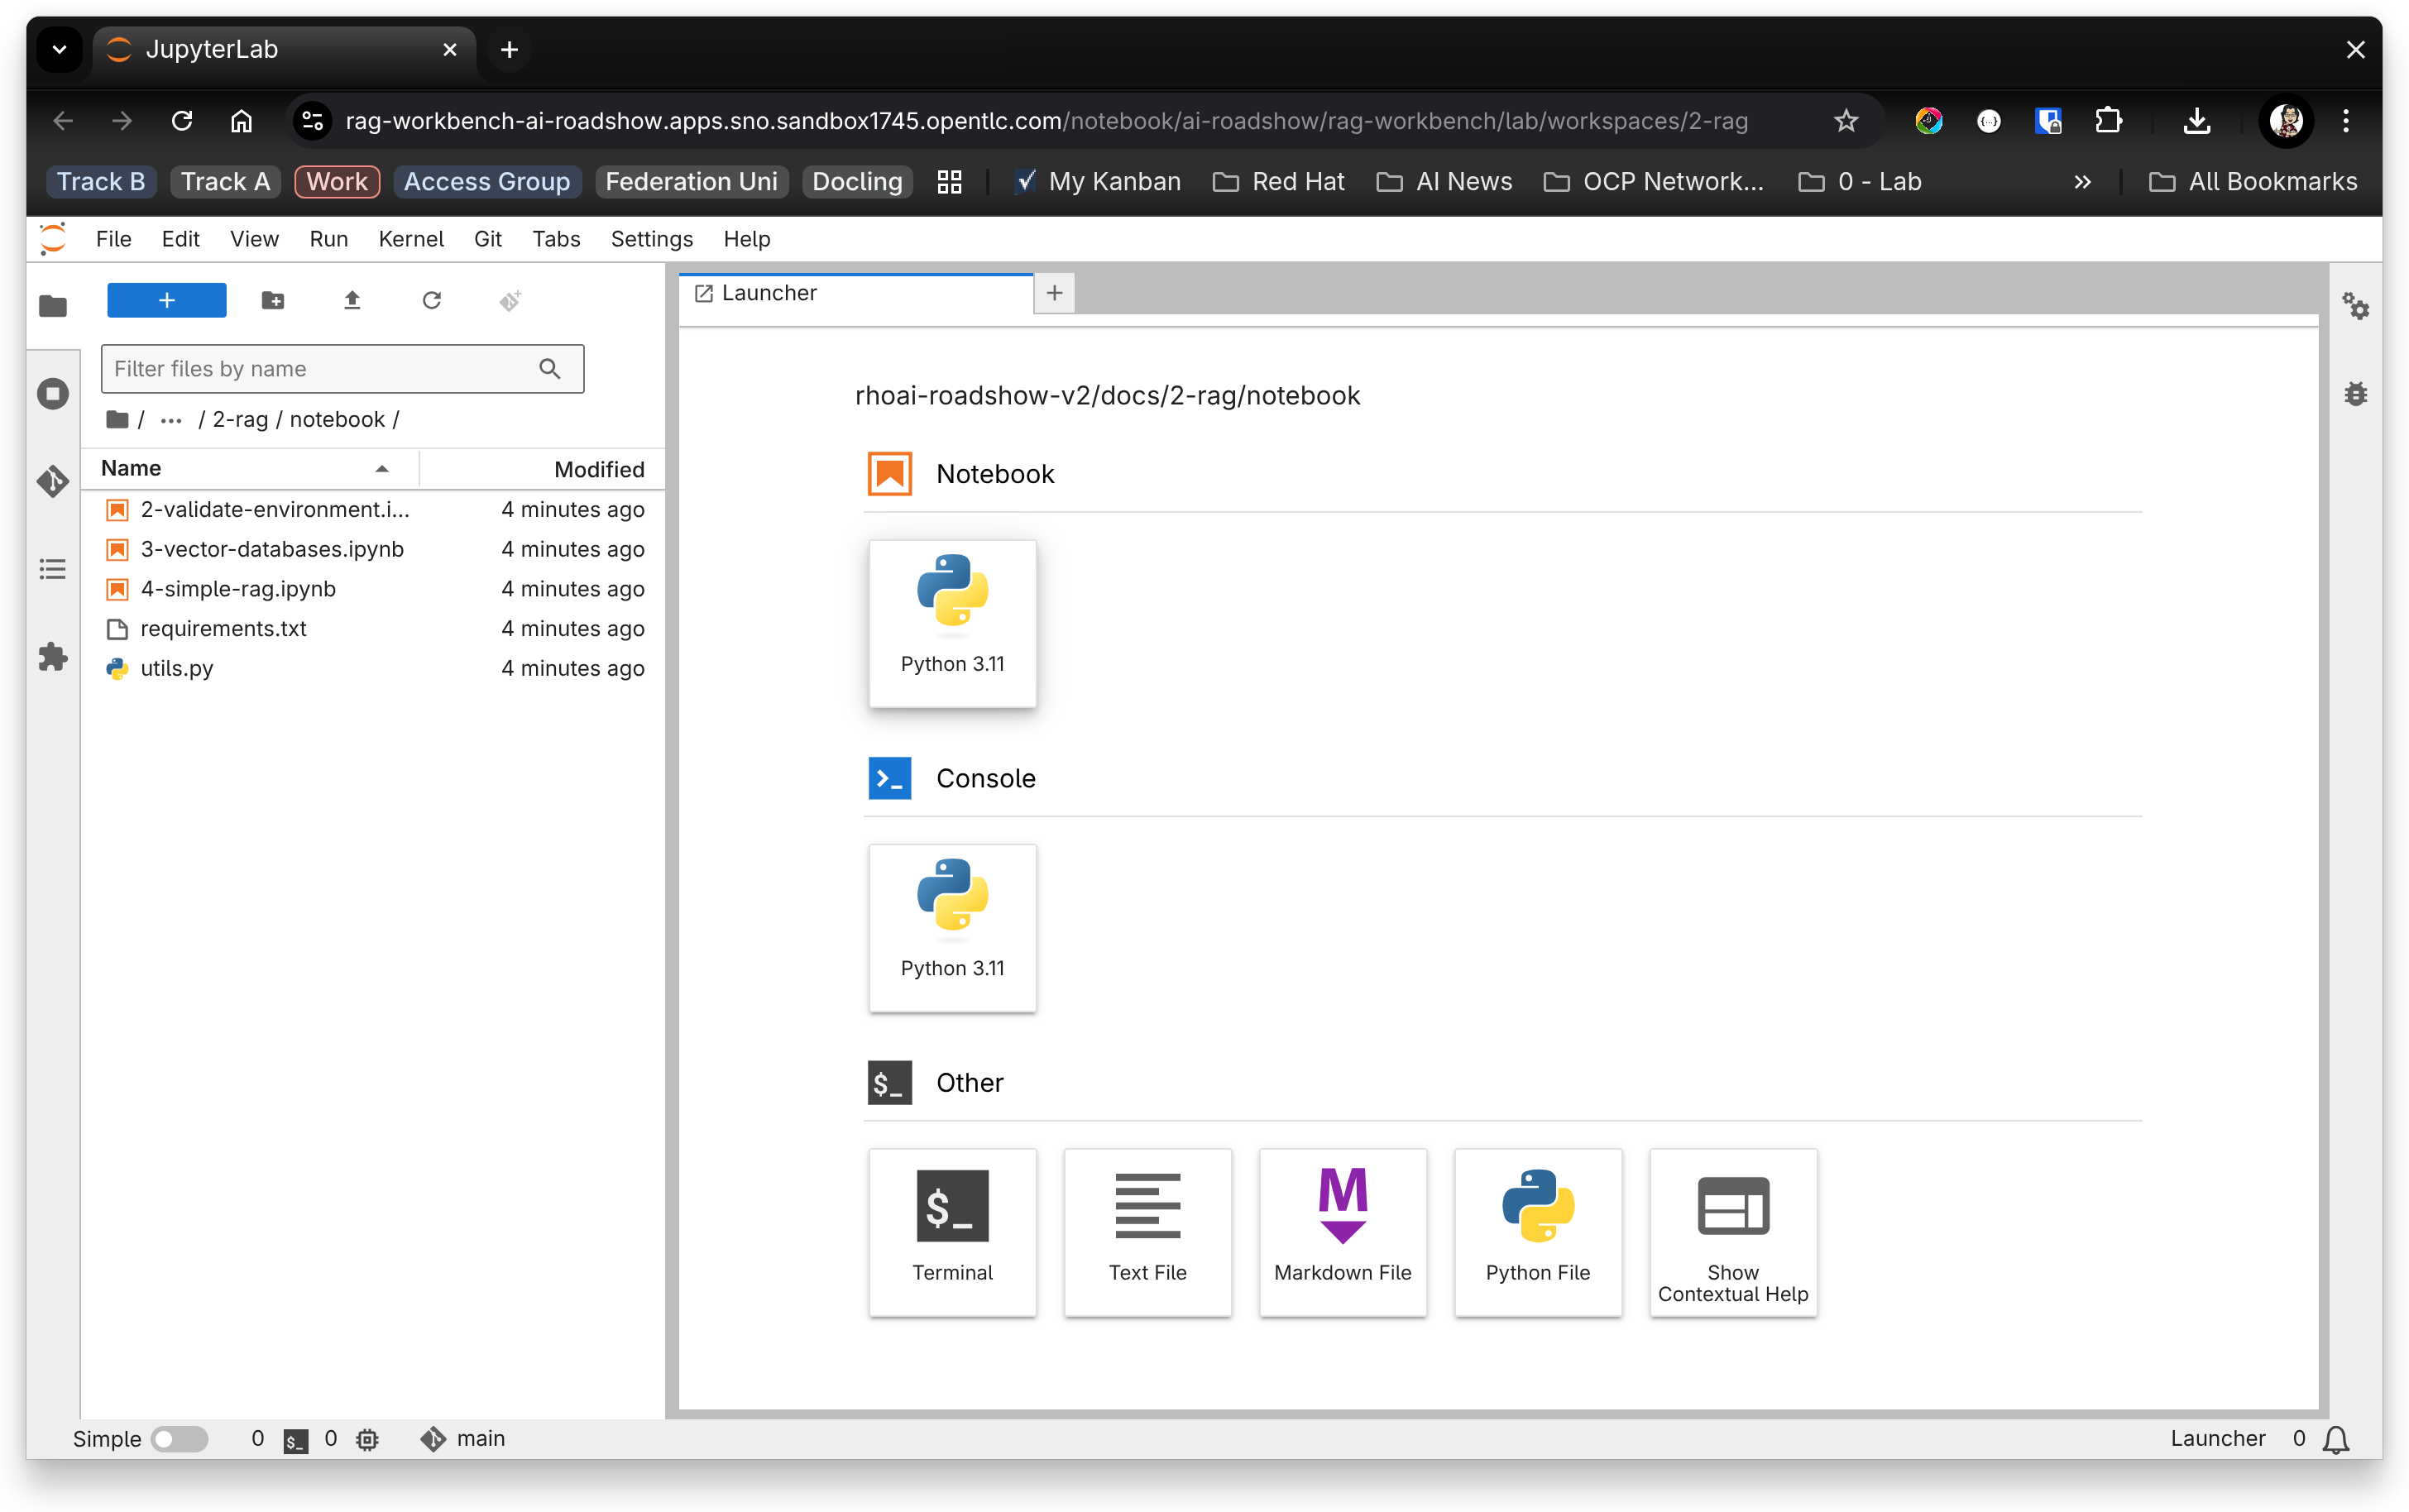 JupyterLab
rag-workbench-ai-roadshow.apps.sno.sandbox1745.opentlc.com/notebook/ai-roadshow/rag-workbench/lab/workspaces/2-rag
Track B Track A Work Access Group Federation Uni Docling My Kanban Red Hat AI News OCP Network... 0 - Lab » All Bookmarks
File Edit View Run Kernel Git Tabs Settings Help
+
Launcher
Filter files by name
/ ... / 2-rag / notebook /
Name Modified
2-validate-environment.i... 4 minutes ago
3-vector-databases.ipynb 4 minutes ago
4-simple-rag.ipynb 4 minutes ago
requirements.txt 4 minutes ago
utils.py 4 minutes ago
rhoai-roadshow-v2/docs/2-rag/notebook
Notebook
Python 3.11
Console
Python 3.11
$_ Other
$_
Terminal
Text File
M
Markdown File
Python File
Show
Contextual Help
Simple 0 $_ 0 main Launcher 0